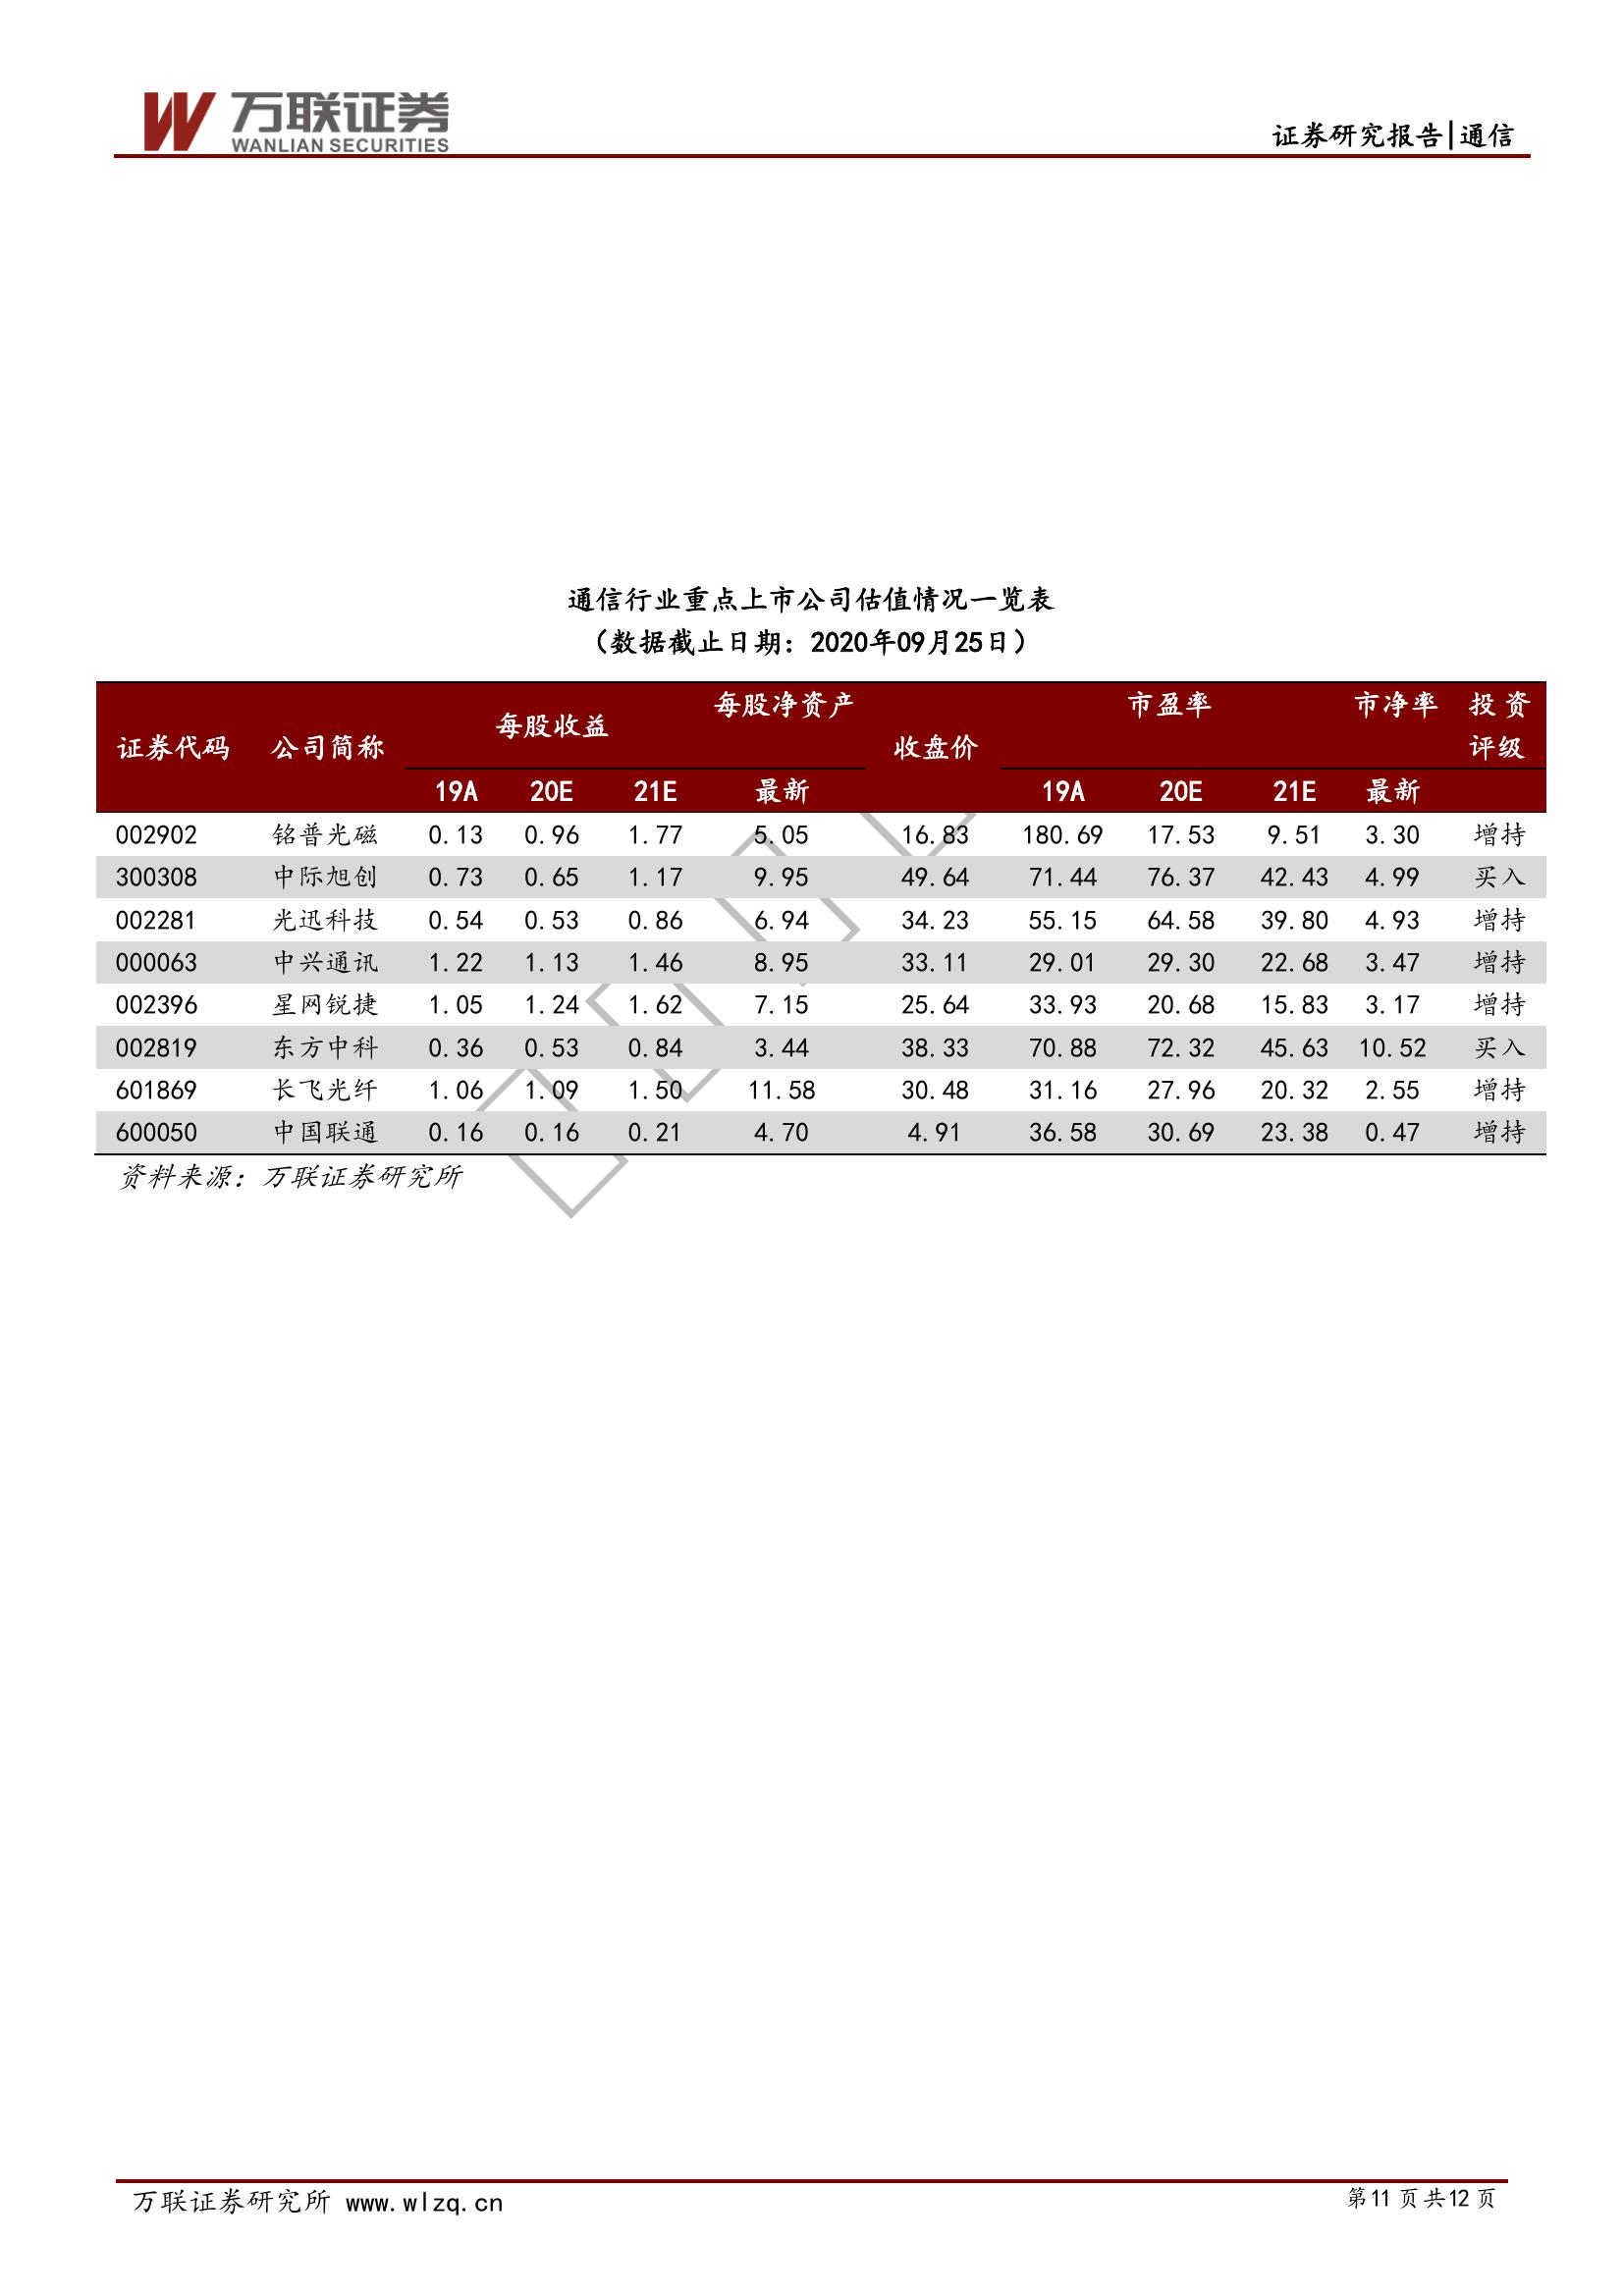 万联证券
WANLIAN SECURITIES
证券研究报告|通信
通信行业重点上市公司估值情况一览表
（数据截止日期：2020年09月25日）
证券代码 公司简称 每股收益 每股净资产 收盘价 市盈率 市净率 投资评级
19A 20E 21E 最新 19A 20E 21E 最新
002902 铭普光磁 0.13 0.96 1.77 5.05 16.83 180.69 17.53 9.51 3.30 增持
300308 中际旭创 0.73 0.65 1.17 9.95 49.64 71.44 76.37 42.43 4.99 买入
002281 光迅科技 0.54 0.53 0.86 6.94 34.23 55.15 64.58 39.80 4.93 增持
000063 中兴通讯 1.22 1.13 1.46 8.95 33.11 29.01 29.30 22.68 3.47 增持
002396 星网锐捷 1.05 1.24 1.62 7.15 25.64 33.93 20.68 15.83 3.17 增持
002819 东方中科 0.36 0.53 0.84 3.44 38.33 70.88 72.32 45.63 10.52 买入
601869 长飞光纤 1.06 1.09 1.50 11.58 30.48 31.16 27.96 20.32 2.55 增持
600050 中国联通 0.16 0.16 0.21 4.70 4.91 36.58 30.69 23.38 0.47 增持
资料来源：万联证券研究所
万联证券研究所 www.wlzq.cn
第11 页 共12 页